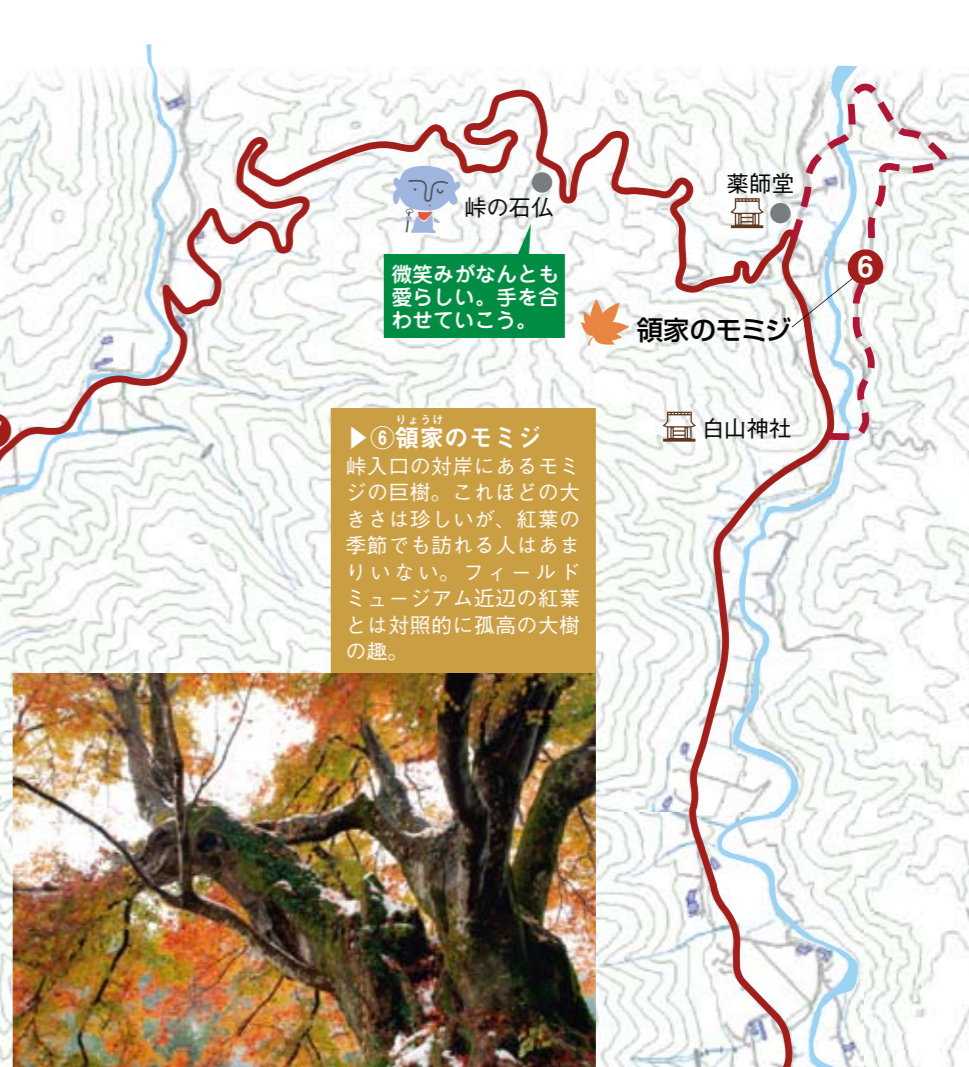 薬師堂
峠の石仏
微笑みがなんとも
愛らしい。手を合
わせていこう。
6
領家のモミジ
白山神社
りょうけ
▶⑥領家のモミジ
峠入口の対岸にあるモミ
ジの巨樹。これほどの大
きさは珍しいが、紅葉の
季節でも訪れる人はあま
りいない。フィールド
ミュージアム近辺の紅葉
とは対照的に孤高の大樹
の趣。